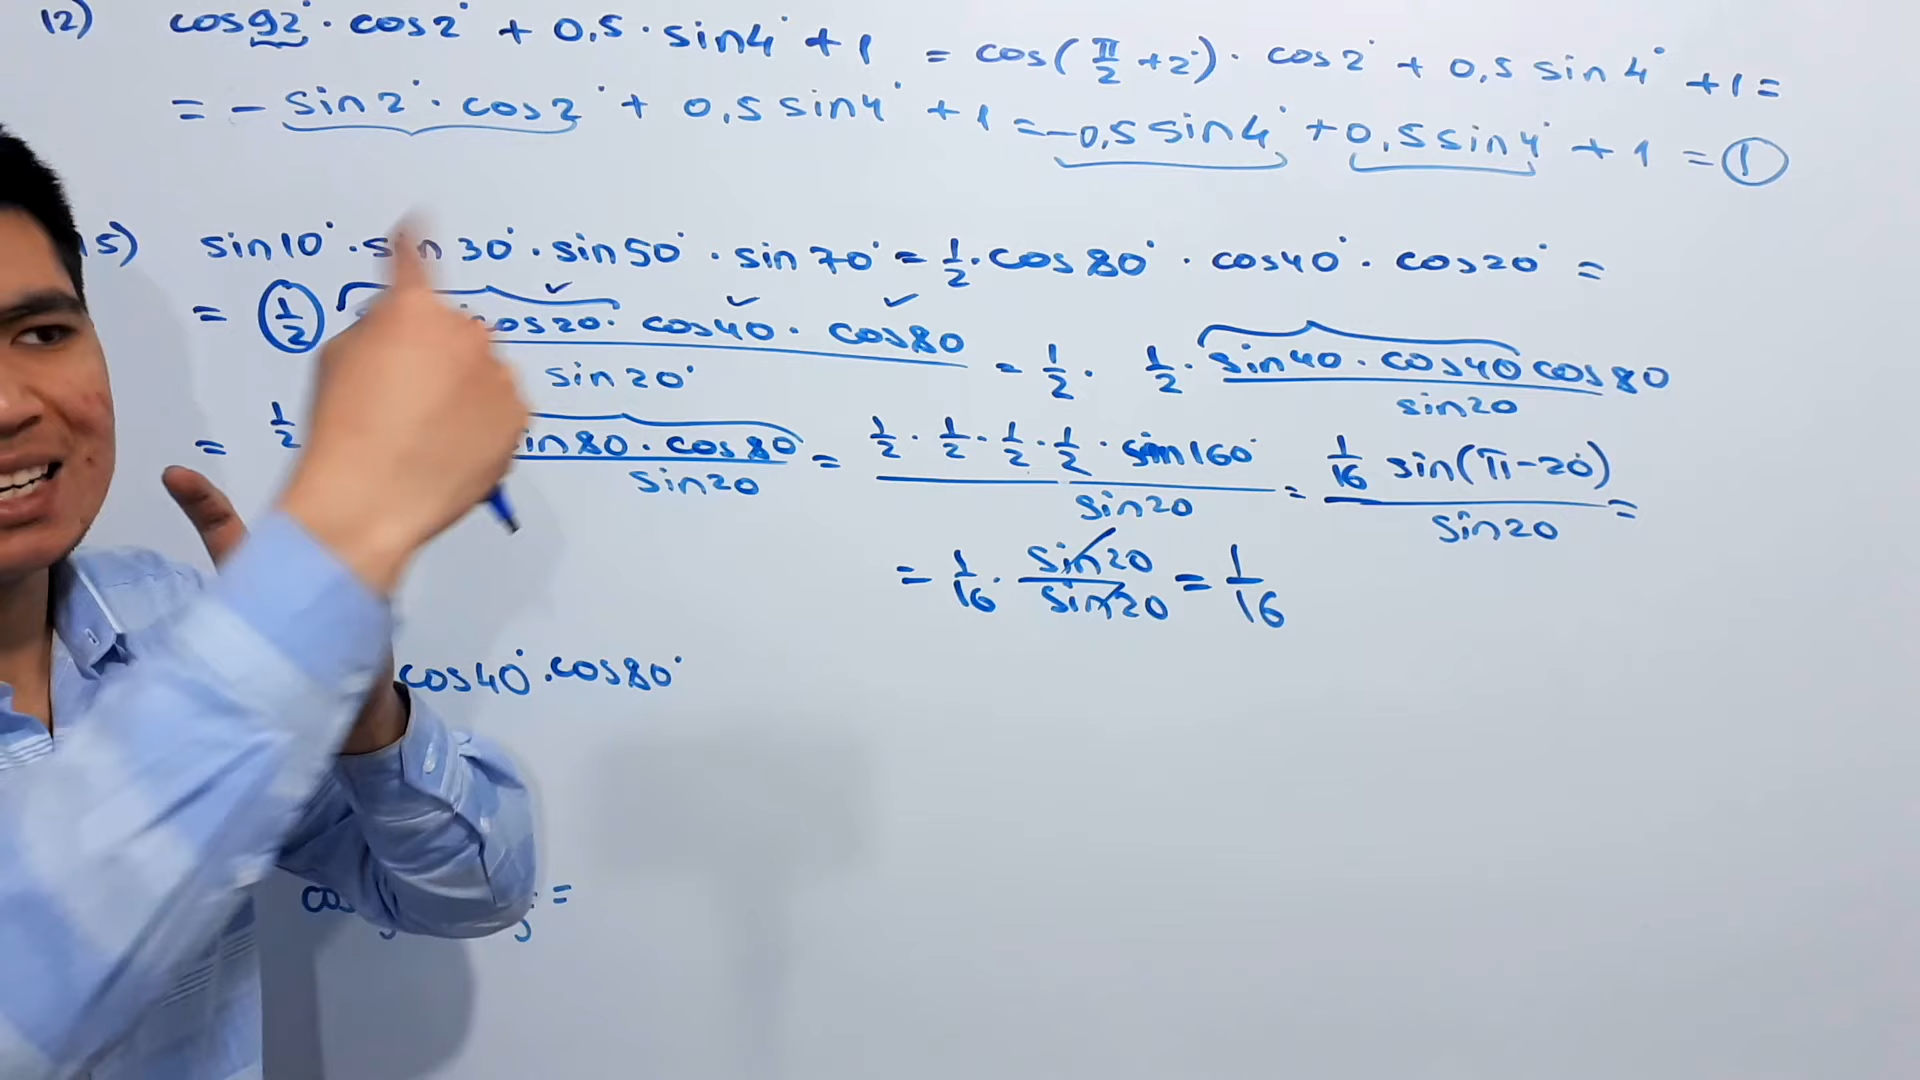 12) cos92° · cos2° + 0,5 · sin4° + 1 = cos(π/2 + 2°) · cos2° + 0,5 sin4° + 1 =
= - sin2° · cos2° + 0,5 sin4° + 1 = -0,5 sin4° + 0,5 sin4° + 1 = 1
5) sin10° · sin30° · sin50° · sin70° = 1/2 · cos80° · cos40° · cos20° =
= 1/2 cos20 · cos40 · cos80 / sin20° = 1/2 · 1/2 · sin40 · cos40 cos80 / sin20
= 1/2 in80 · cos80 / sin20 = 1/2 · 1/2 · 1/2 · 1/2 · sin160° / sin20 = 1/16 sin(π-20) / sin20 =
= 1/16 · sin20 / sin20 = 1/16
cos40° · cos80°
=